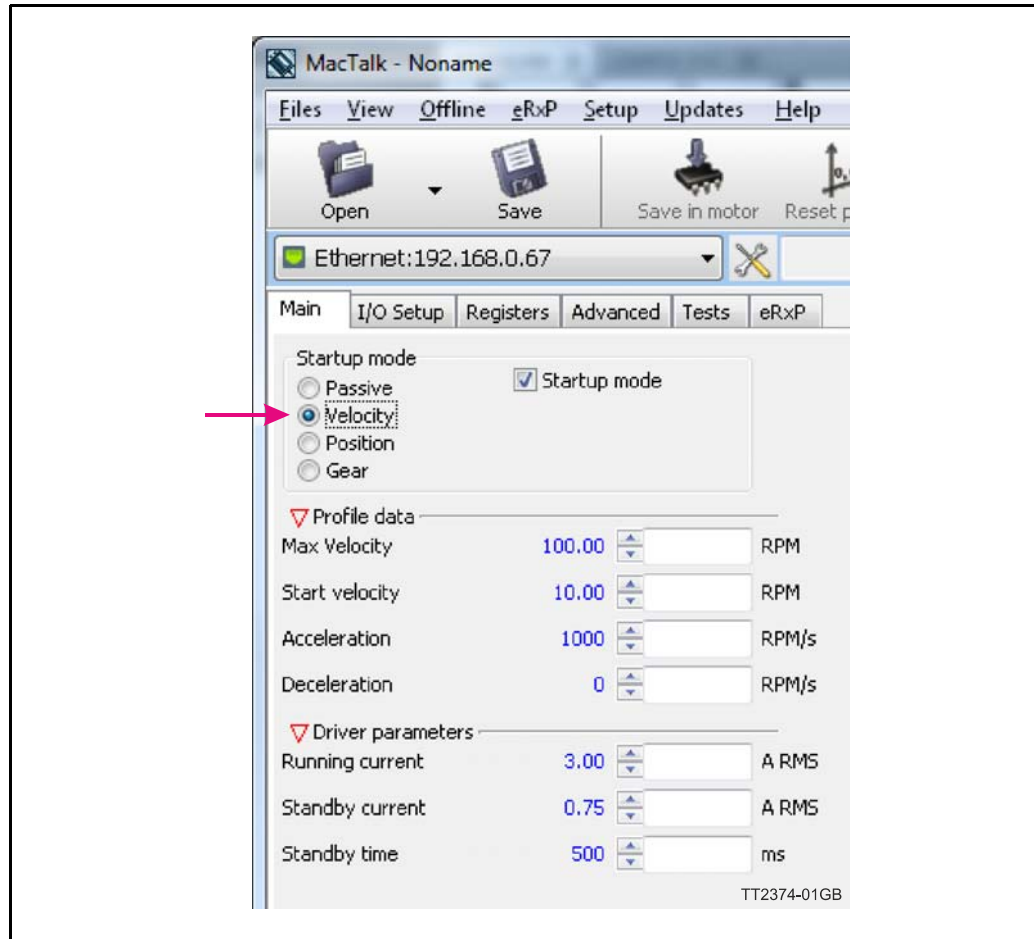 MacTalk - Noname
Files View Offline eRxP Setup Updates Help
Open Save Save in motor Reset p
0,
Ethernet:192.168.0.67
Main I/O Setup Registers Advanced Tests eRxP
Startup mode
Startup mode
Passive
Velocity
Position
Gear
Profile data
Max Velocity 100.00 RPM
Start velocity 10.00 RPM
Acceleration 1000 RPM/s
Deceleration 0 RPM/s
Driver parameters
Running current 3.00 A RMS
Standby current 0.75 A RMS
Standby time 500 ms
TT2374-01GB